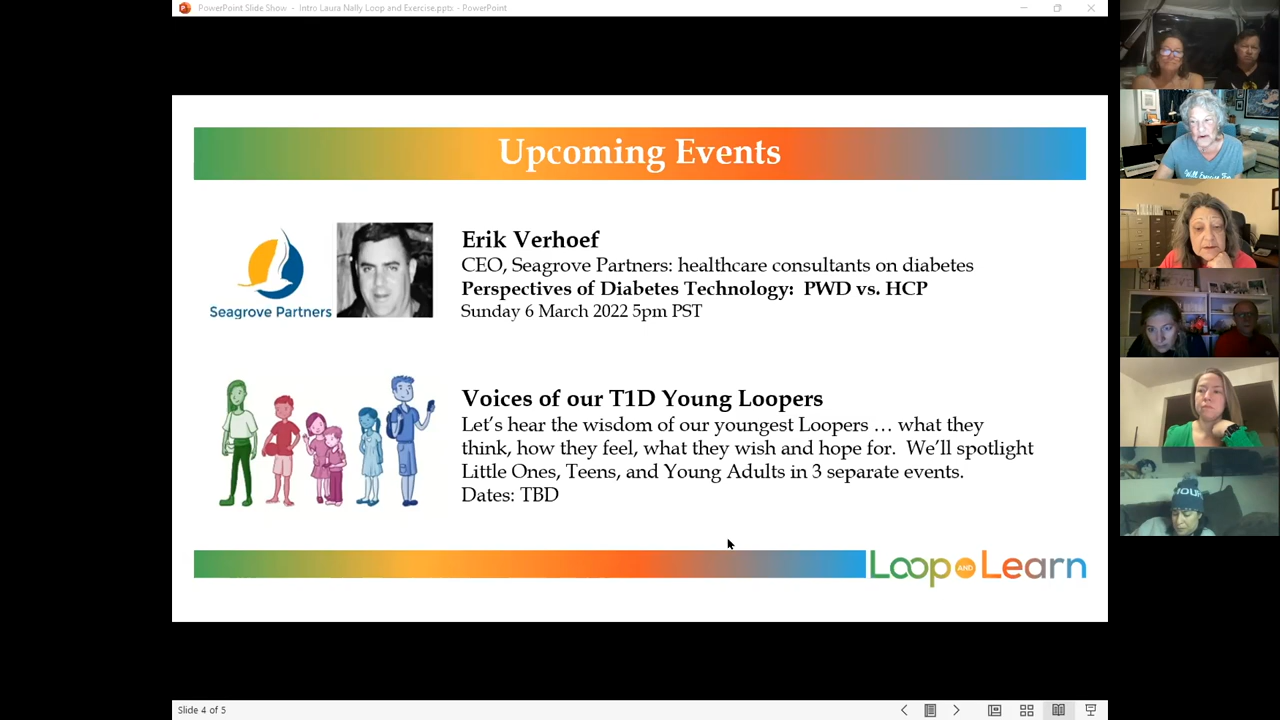 PowerPoint Slide Show - Intro Laura Nally Loop and Exercise.pptx - PowerPoint
Upcoming Events
Seagrove Partners
Erik Verhoef
CEO, Seagrove Partners: healthcare consultants on diabetes
Perspectives of Diabetes Technology: PWD vs. HCP
Sunday 6 March 2022 5pm PST
Voices of our T1D Young Loopers
Let's hear the wisdom of our youngest Loopers … what they
think, how they feel, what they wish and hope for. We'll spotlight
Little Ones, Teens, and Young Adults in 3 separate events.
Dates: TBD
Loop AND Learn
Slide 4 of 5